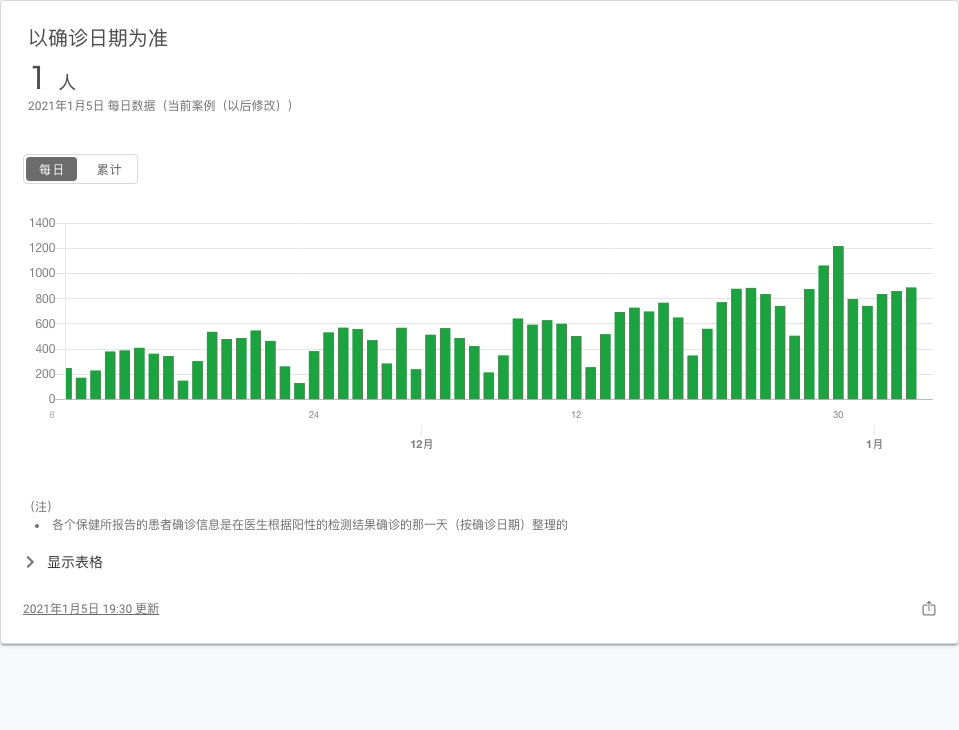 以确诊日期为准
1 人
2021年1月5日 每日数据（当前案例（以后修改））
每日 累计
1400
1200
1000
800
600
400
200
0
6 24 12 30
12月 1月
（注）
• 各个保健所报告的患者确诊信息是在医生根据阳性的检测结果确诊的那一天（按确诊日期）整理的
显示表格
2021年1月5日 19:30 更新